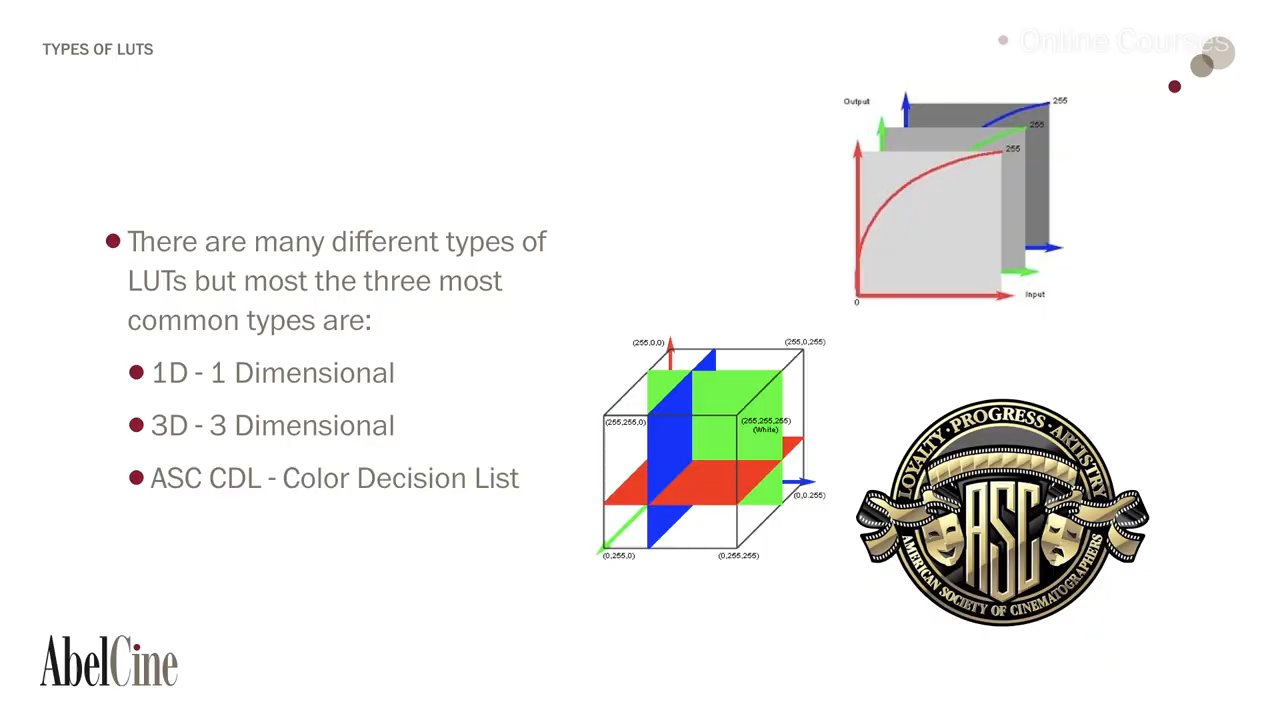 TYPES OF LUTS
• Online Courses
• There are many different types of
LUTs but most the three most
common types are:
• 1D - 1 Dimensional
• 3D - 3 Dimensional
• ASC CDL - Color Decision List
Output
255
255
255
0
Input
(255,0,0)
(255,0,255)
(255,255,0)
(255,255,255)
(White)
(0,0.255)
(0,255,0)
(0,255,255)
LOYALTY · PROGRESS · ARTISTRY
ASC
AMERICAN SOCIETY OF CINEMATOGRAPHERS
AbelCine